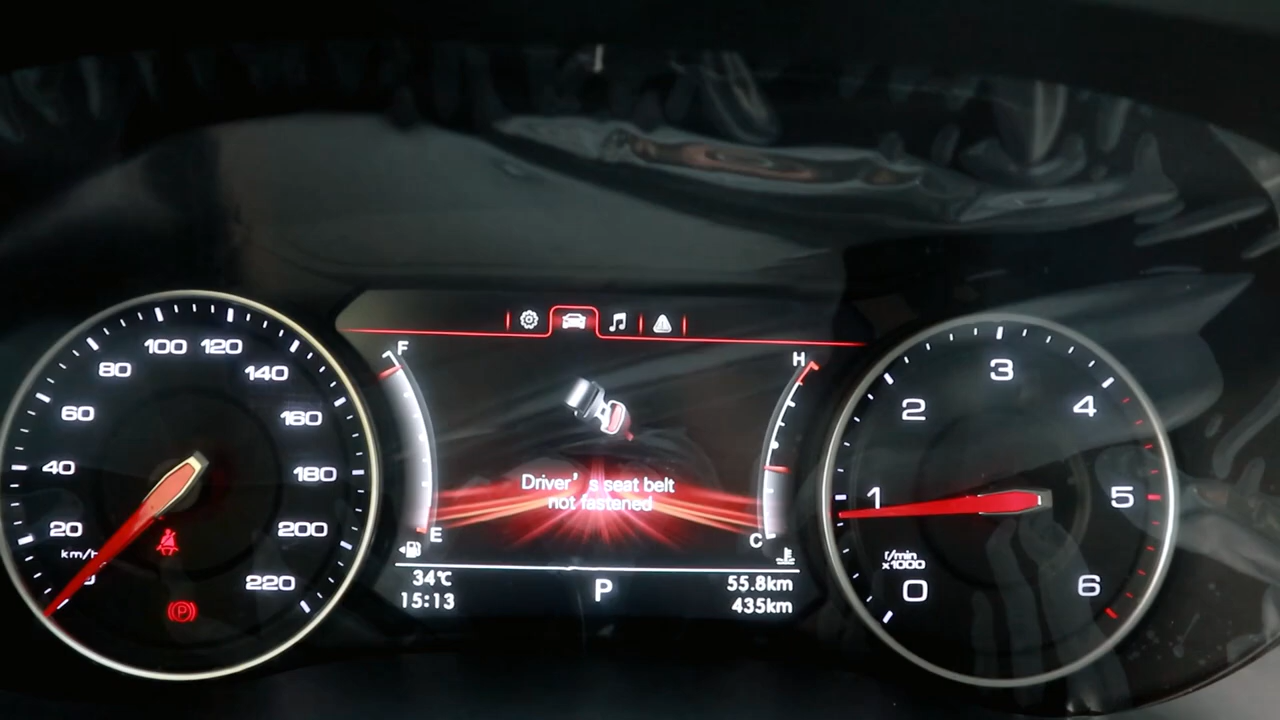 100 120
80
140
60
160
40
180
20
200
km/h
220
F
E
H
C
Driver's seat belt
not fastened
34℃
15:13
P
55.8km
435km
(P)
3
2
4
1
5
r/min
x1000
0
6